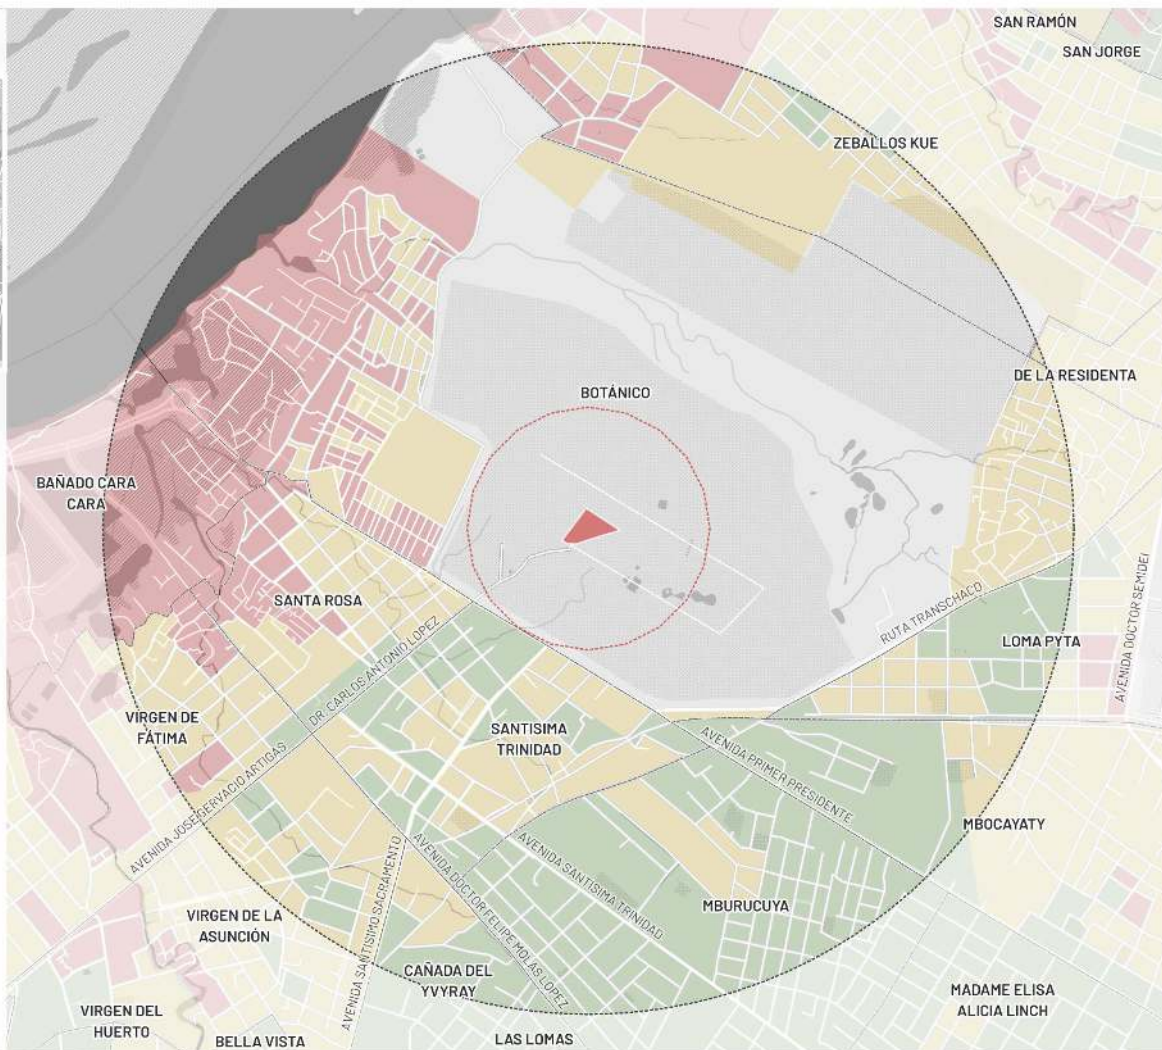 SAN RAMÓN
SAN JORGE
ZEBALLOS KUE
DE LA RESIDENTA
BOTÁNICO
BAÑADO CARA
CARA
SANTA ROSA
RUTA TRANSCHACO
LOMA PYTA
AVENIDA DOCTOR SEMIDEI
DR. CARLOS ANTONIO LOPEZ
VIRGEN DE
FÁTIMA
SANTISIMA
TRINIDAD
AVENIDA PRIMER PRESIDENTE
AVENIDA JOSE GERVACIO ARTIGAS
MBOCAYATY
AVENIDA SANTISIMO SACRAMENTO
AVENIDA DOCTOR FELIPE MOLAS LOPEZ
AVENIDA SANTISIMA TRINIDAD
MBURUCUYA
VIRGEN DE LA
ASUNCIÓN
CAÑADA DEL
YVYRAY
MADAME ELISA
ALICIA LINCH
VIRGEN DEL
HUERTO
BELLA VISTA
LAS LOMAS